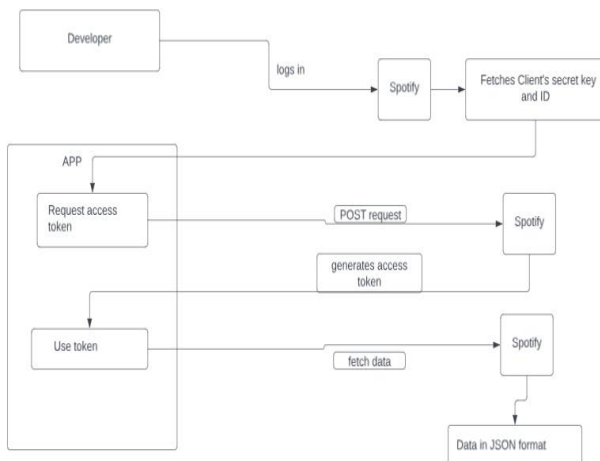 Developer
logs in
Spotify
Fetches Client's secret key
and ID
APP
Request access
token
POST request
Spotify
generates access
token
Use token
fetch data
Spotify
Data in JSON format